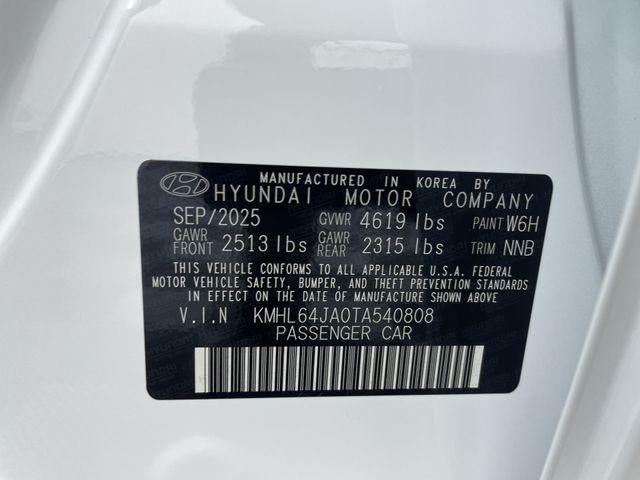 MANUFACTURED IN KOREA BY
HYUNDAI MOTOR COMPANY
SEP/2025 GVWR 4619 lbs PAINT W6H
GAWR FRONT 2513 lbs GAWR REAR 2315 lbs TRIM NNB
THIS VEHICLE CONFORMS TO ALL APPLICABLE U.S.A. FEDERAL
MOTOR VEHICLE SAFETY, BUMPER, AND THEFT PREVENTION STANDARDS
IN EFFECT ON THE DATE OF MANUFACTURE SHOWN ABOVE
V.I.N KMHL64JA0TA540808
PASSENGER CAR